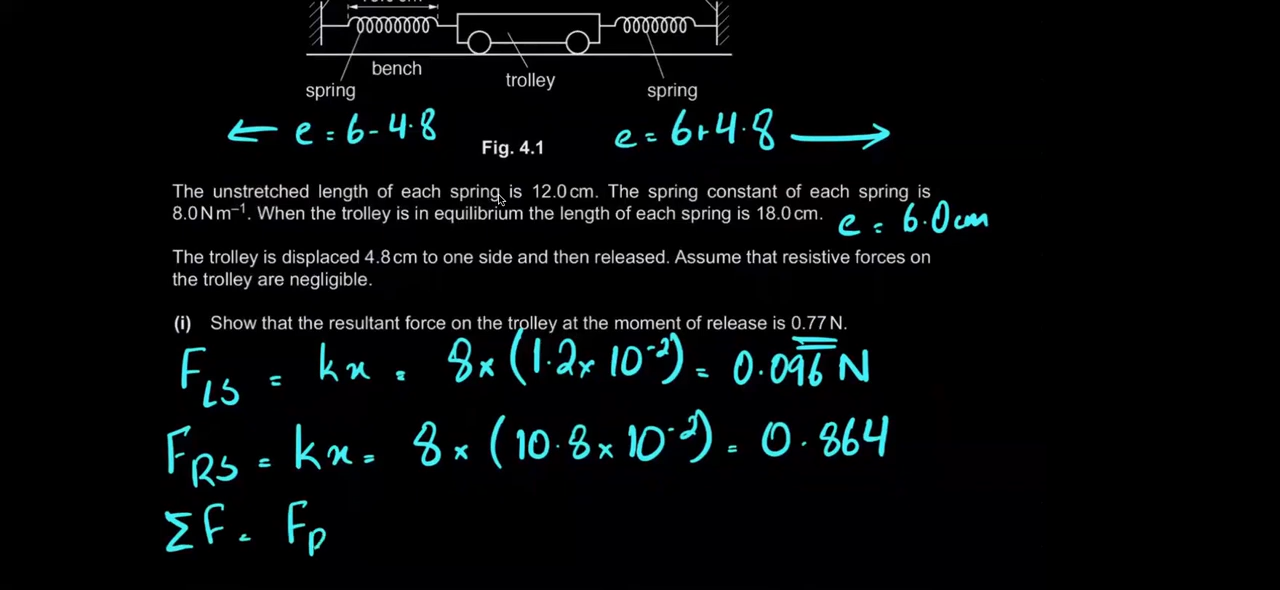 bench
trolley
spring
spring
← e = 6 - 4.8
e = 6+4.8 →
Fig. 4.1
The unstretched length of each spring is 12.0 cm. The spring constant of each spring is
8.0 N m⁻¹. When the trolley is in equilibrium the length of each spring is 18.0 cm.
e = 6.0cm
The trolley is displaced 4.8 cm to one side and then released. Assume that resistive forces on
the trolley are negligible.
(i) Show that the resultant force on the trolley at the moment of release is 0.77 N.
F_LS = kx = 8 × (1.2 × 10⁻²) = 0.096 N
F_RS = kx = 8 × (10.8 × 10⁻²) = 0.864
ΣF = F_P